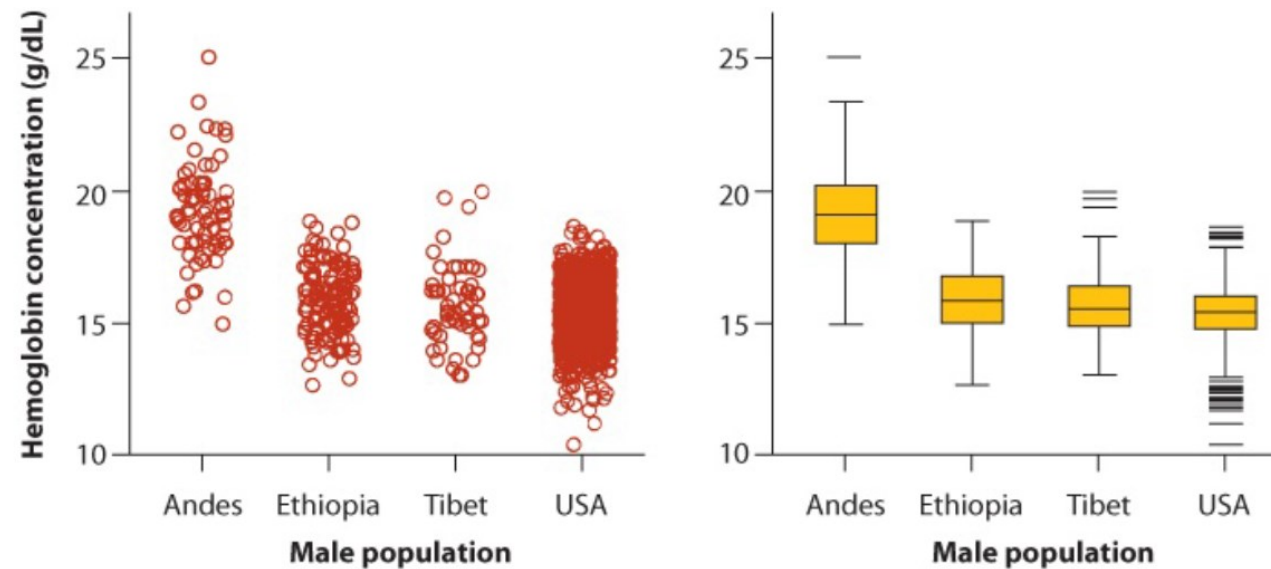 Hemoglobin concentration (g/dL)
25
20
15
10
Andes
Ethiopia
Tibet
USA
Male population
25
20
15
10
Andes
Ethiopia
Tibet
USA
Male population